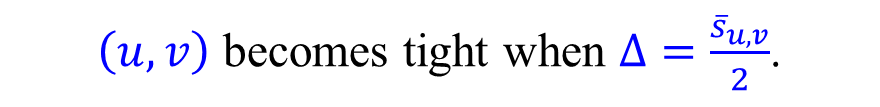 (u, v) becomes tight when Δ = s̄u,v/2.